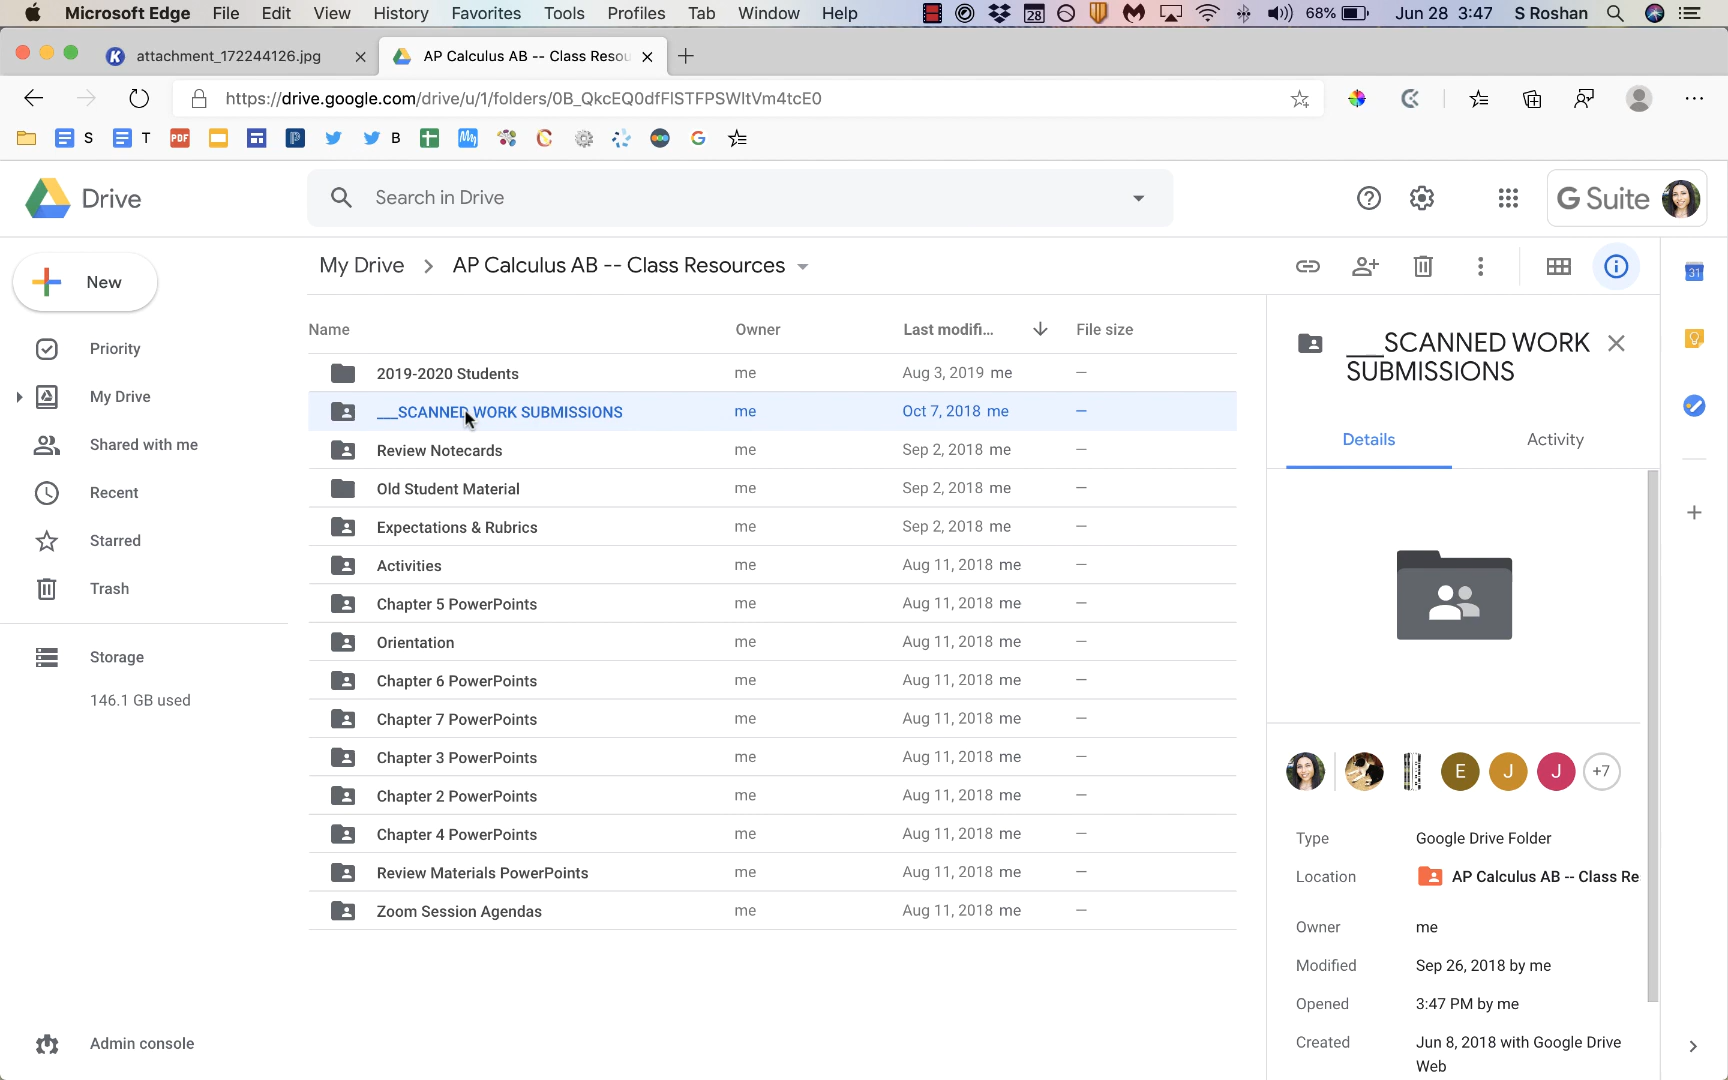 Microsoft Edge File Edit View History Favorites Tools Profiles Tab Window Help 28 68% Jun 28 3:47 S Roshan
K attachment_172244126.jpg AP Calculus AB -- Class Resou
https://drive.google.com/drive/u/1/folders/0B_QkcEQ0dfFlSTFPSWltVm4tcE0
S T PDF B
Drive Search in Drive G Suite
My Drive > AP Calculus AB -- Class Resources
New
Priority
My Drive
Shared with me
Recent
Starred
Trash
Storage
146.1 GB used
Admin console
Name Owner Last modifi... File size
2019-2020 Students me Aug 3, 2019 me —
___SCANNED WORK SUBMISSIONS me Oct 7, 2018 me —
Review Notecards me Sep 2, 2018 me —
Old Student Material me Sep 2, 2018 me —
Expectations & Rubrics me Sep 2, 2018 me —
Activities me Aug 11, 2018 me —
Chapter 5 PowerPoints me Aug 11, 2018 me —
Orientation me Aug 11, 2018 me —
Chapter 6 PowerPoints me Aug 11, 2018 me —
Chapter 7 PowerPoints me Aug 11, 2018 me —
Chapter 3 PowerPoints me Aug 11, 2018 me —
Chapter 2 PowerPoints me Aug 11, 2018 me —
Chapter 4 PowerPoints me Aug 11, 2018 me —
Review Materials PowerPoints me Aug 11, 2018 me —
Zoom Session Agendas me Aug 11, 2018 me —
___SCANNED WORK
SUBMISSIONS
Details Activity
E J J +7
Type Google Drive Folder
Location AP Calculus AB -- Class Re
Owner me
Modified Sep 26, 2018 by me
Opened 3:47 PM by me
Created Jun 8, 2018 with Google Drive
Web
31